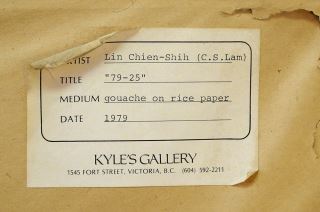 ARTIST Lin Chien-Shih (C.S.Lam)
TITLE "79-25"
MEDIUM gouache on rice paper
DATE 1979
KYLE'S GALLERY
1545 FORT STREET, VICTORIA, B.C. (604) 592-2211